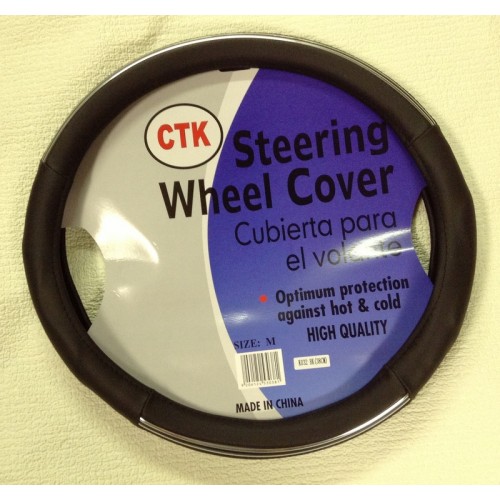 CTK
Steering
Wheel Cover
Cubierta para
el volante
• Optimum protection
against hot & cold
HIGH QUALITY
SIZE: M
MADE IN CHINA